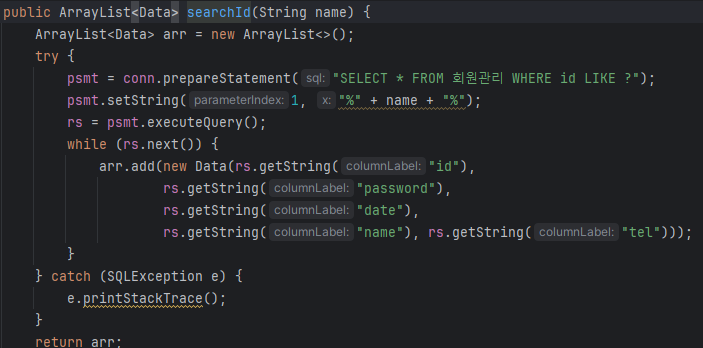 public ArrayList<Data> searchId(String name) {
    ArrayList<Data> arr = new ArrayList<>();
    try {
        psmt = conn.prepareStatement( sql: "SELECT * FROM 회원관리 WHERE id LIKE ?");
        psmt.setString( parameterIndex: 1,  x: "%" + name + "%");
        rs = psmt.executeQuery();
        while (rs.next()) {
            arr.add(new Data(rs.getString( columnLabel: "id"),
                    rs.getString( columnLabel: "password"),
                    rs.getString( columnLabel: "date"),
                    rs.getString( columnLabel: "name"), rs.getString( columnLabel: "tel")));
        }
    } catch (SQLException e) {
        e.printStackTrace();
    }
    return arr;